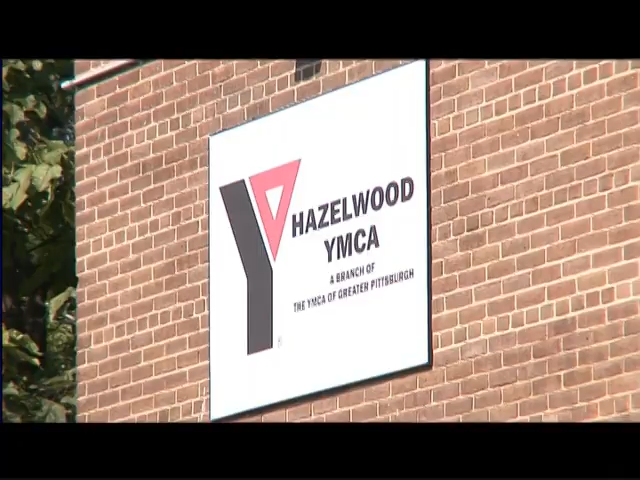 HAZELWOOD
YMCA
A BRANCH OF
THE YMCA OF GREATER PITTSBURGH